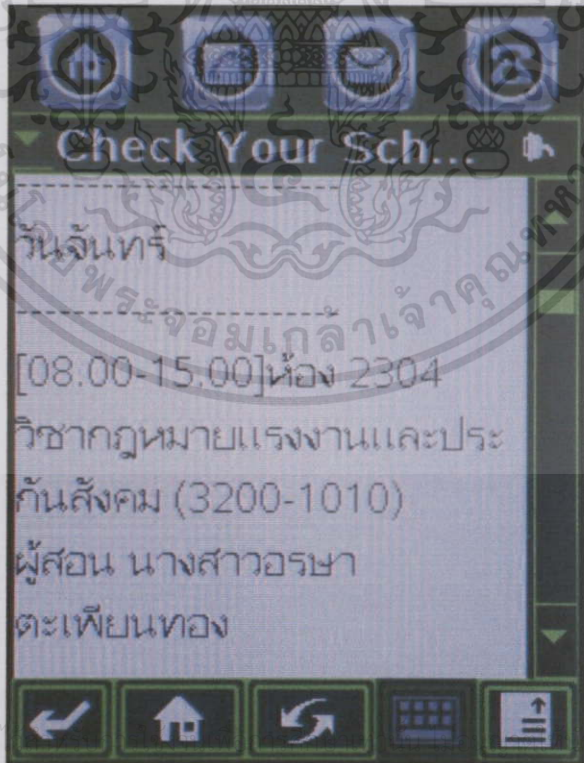 Check Your Sch...
--------------------
วันจันทร์
--------------------
[08.00-15.00]ห้อง 2304
วิชากฎหมายแรงงานและประ
กันสังคม (3200-1010)
ผู้สอน นางสาวอรษา
ตะเพียนทอง